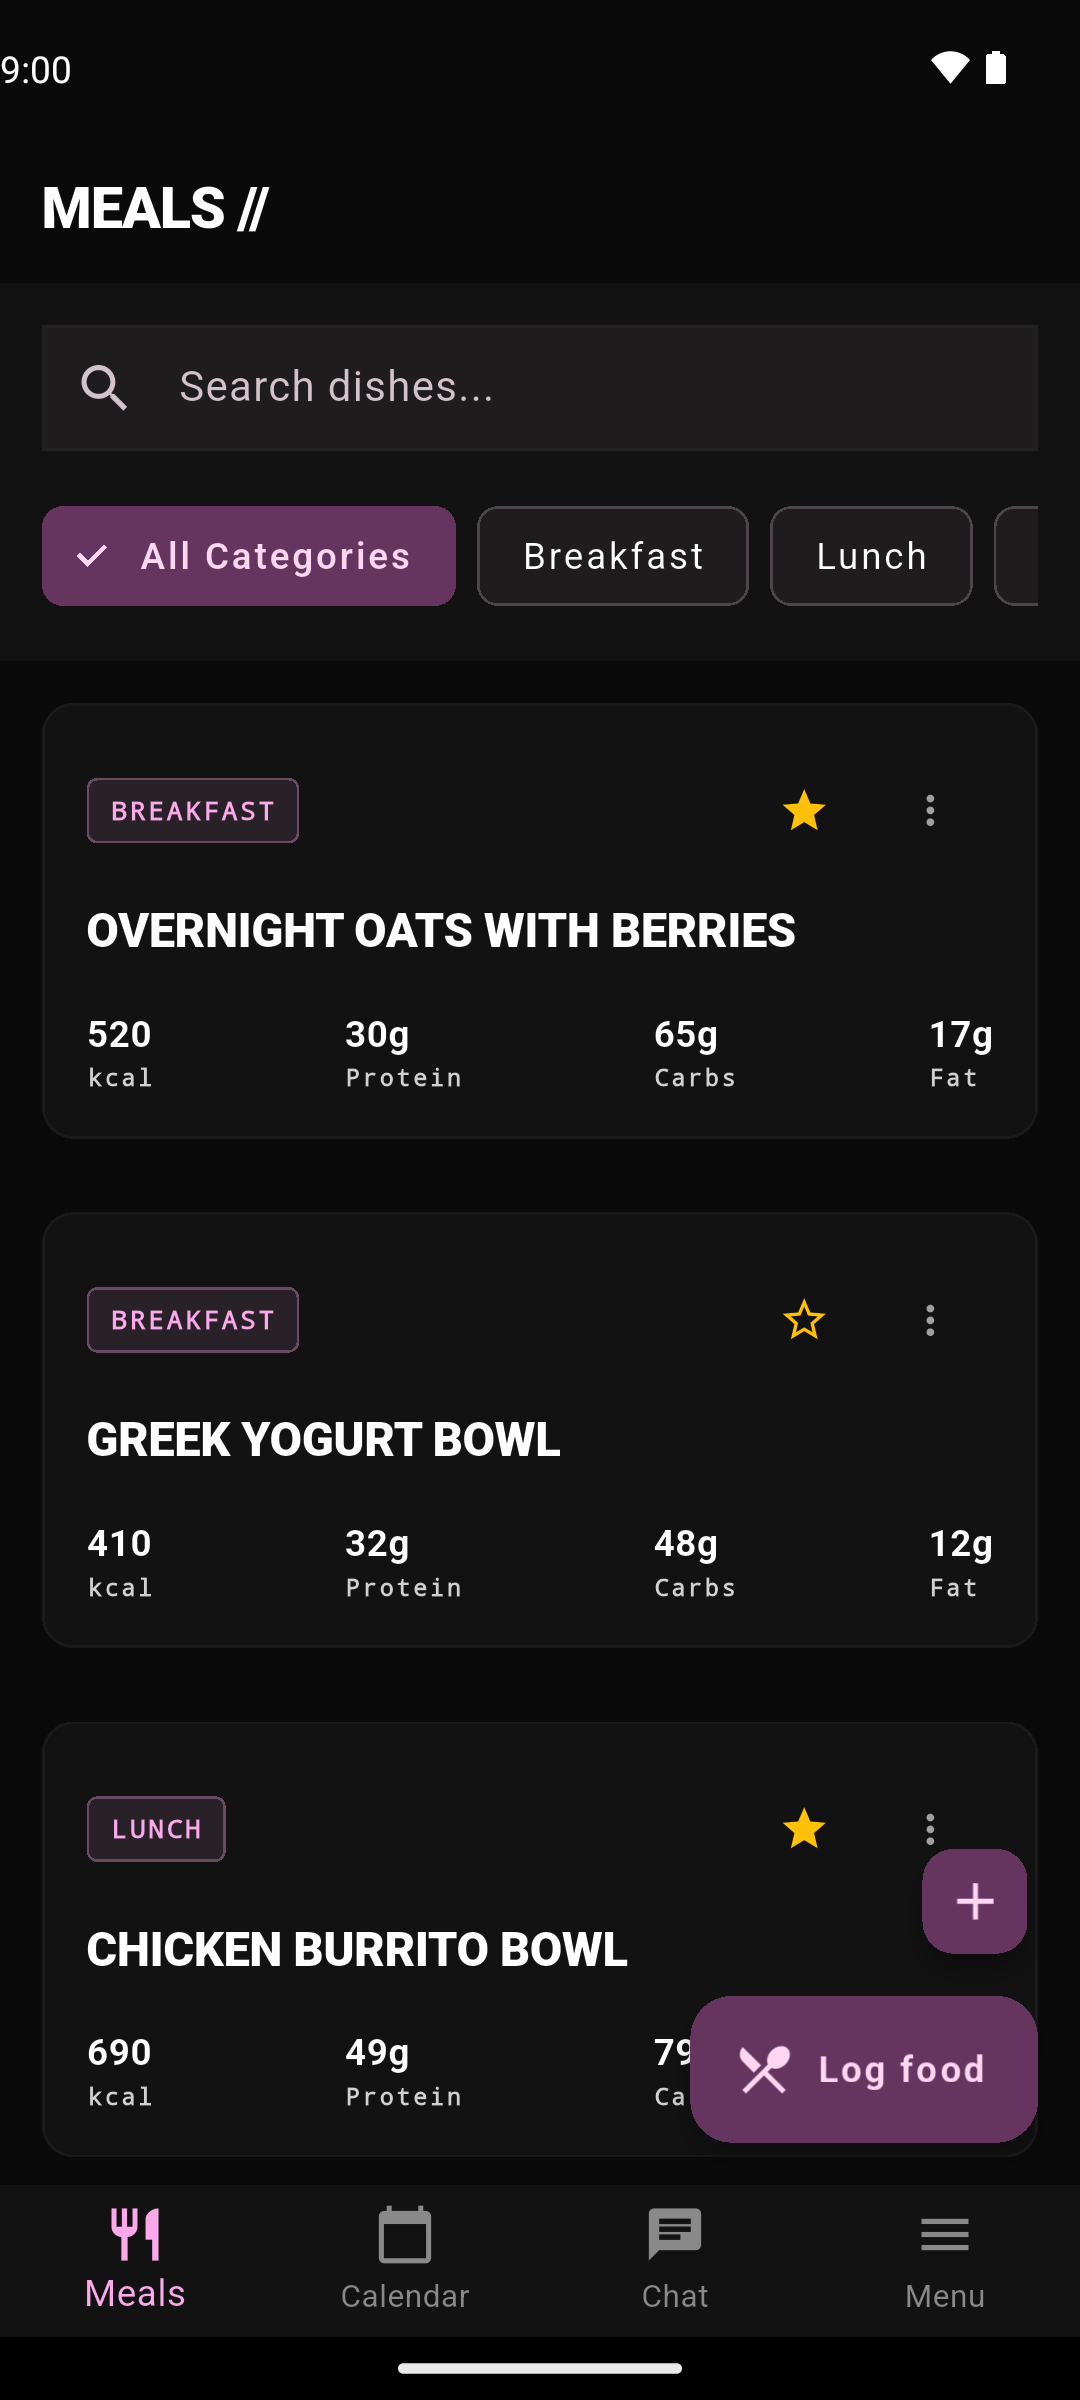 9:00
MEALS //
Search dishes...
All Categories
Breakfast
Lunch
BREAKFAST
OVERNIGHT OATS WITH BERRIES
520 30g 65g 17g
kcal Protein Carbs Fat
BREAKFAST
GREEK YOGURT BOWL
410 32g 48g 12g
kcal Protein Carbs Fat
LUNCH
CHICKEN BURRITO BOWL
690 49g 79
kcal Protein Ca
Log food
Meals Calendar Chat Menu